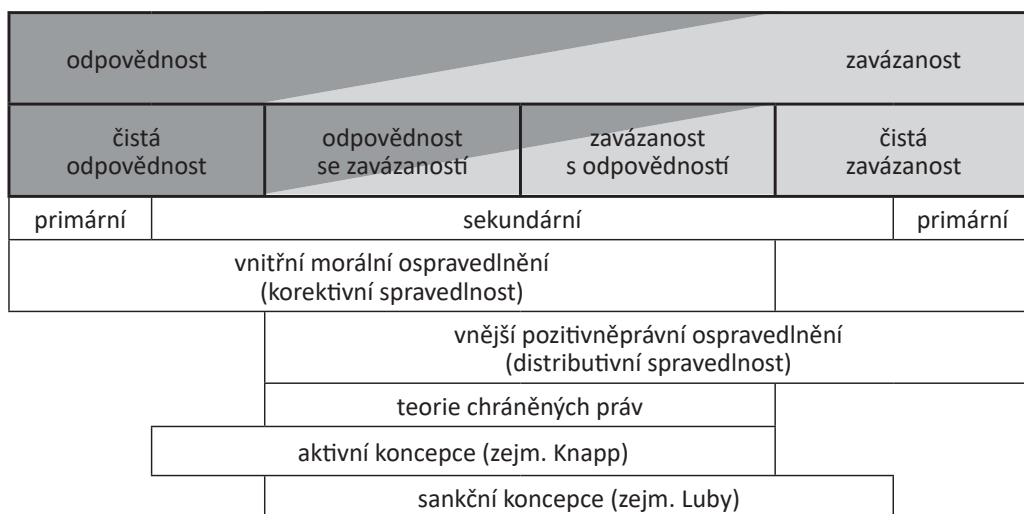 odpovědnost zavázanost
čistá odpovědnost zavázanost čistá
odpovědnost se zavázaností s odpovědností zavázanost
primární sekundární primární
vnitřní morální ospravedlnění
(korektivní spravedlnost)
vnější pozitivněprávní ospravedlnění
(distributivní spravedlnost)
teorie chráněných práv
aktivní koncepce (zejm. Knapp)
sankční koncepce (zejm. Luby)